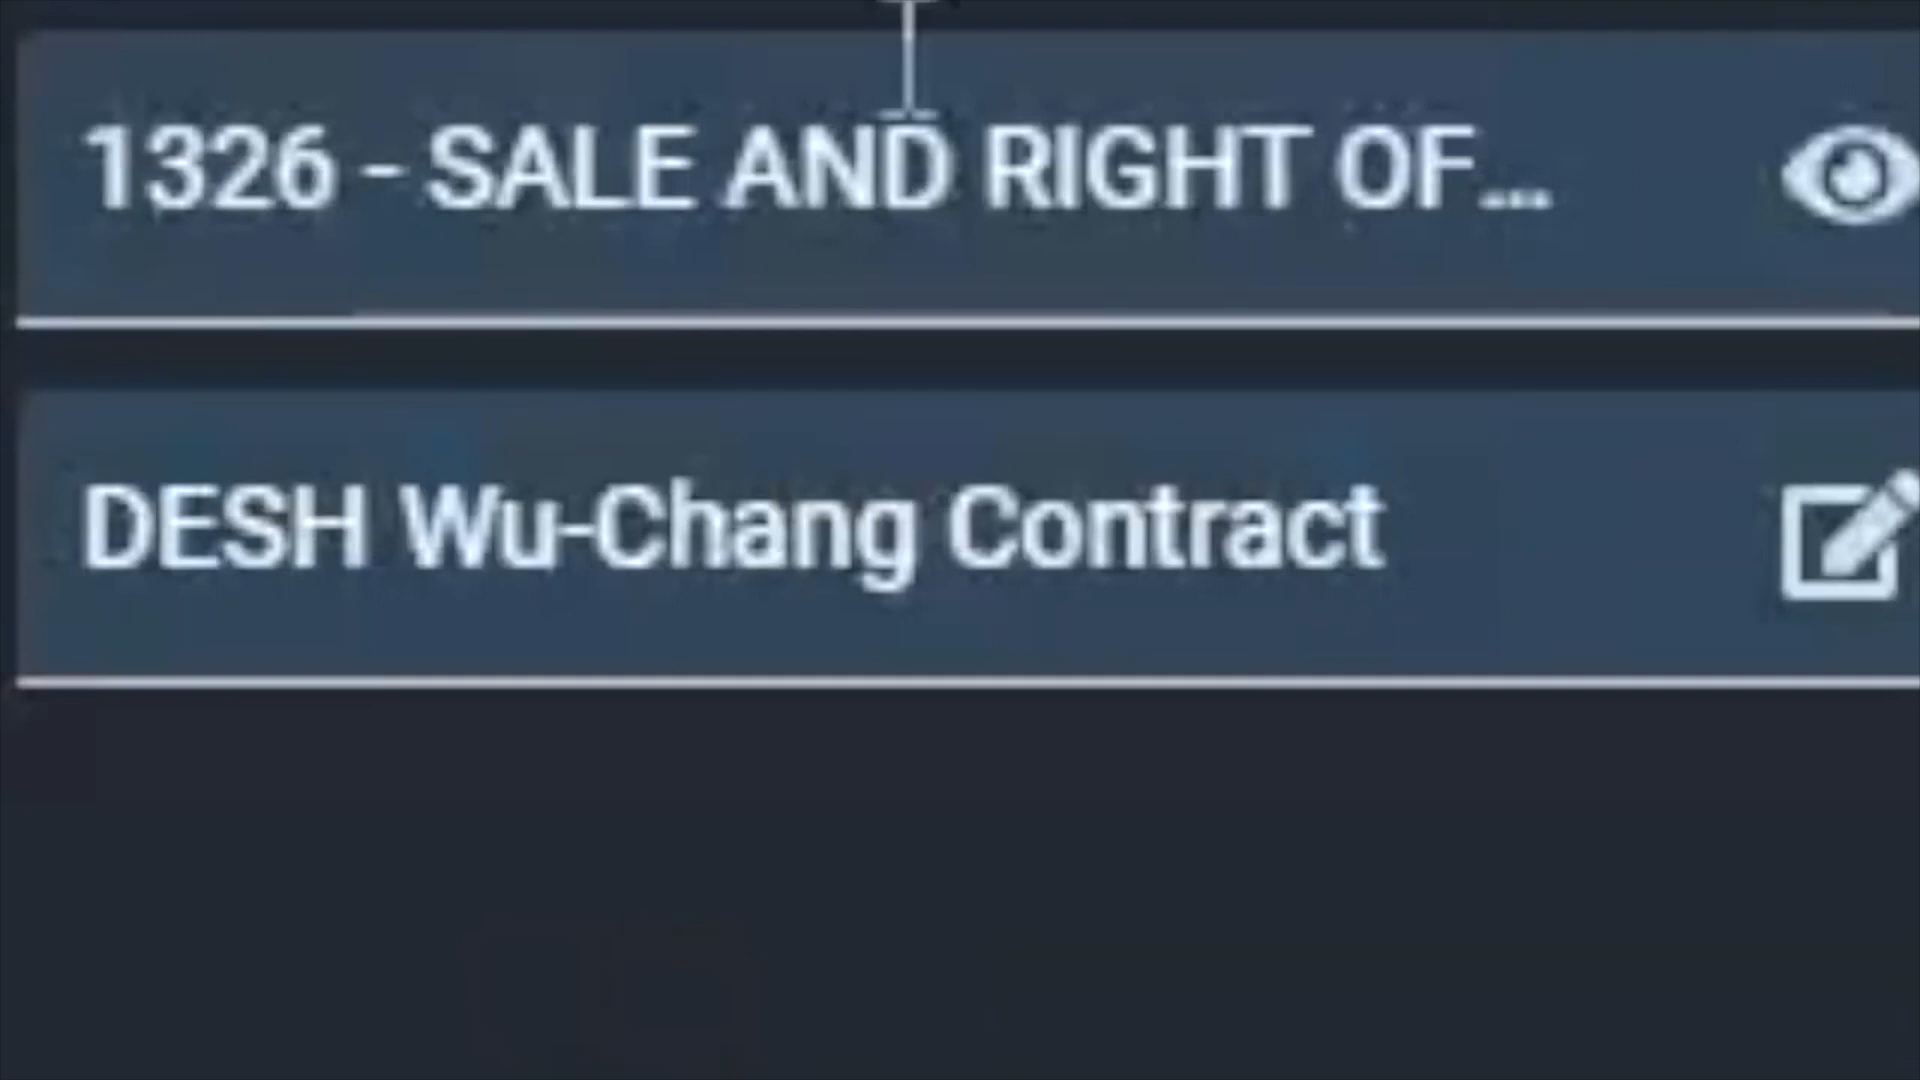 1326 - SALE AND RIGHT OF...
DESH Wu-Chang Contract